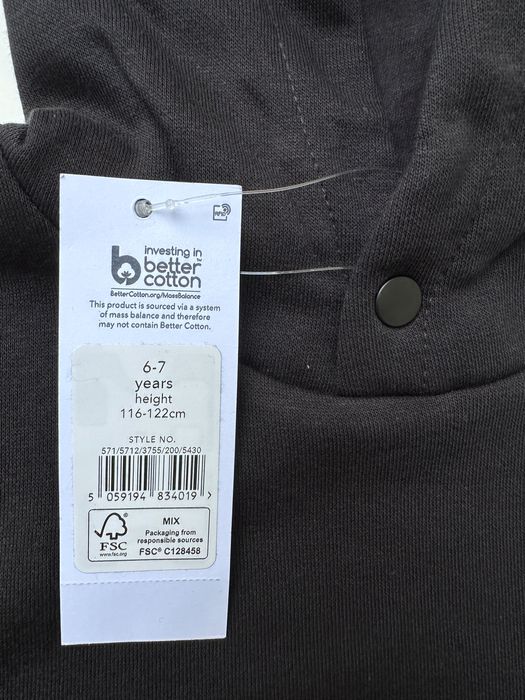 RFID
investing in
better
cotton
BetterCotton.org/MassBalance
This product is sourced via a system
of mass balance and therefore
may not contain Better Cotton.
6-7
years
height
116-122cm
STYLE NO.
571/5712/3755/200/5430
5 059194 834019 >
FSC
www.fsc.org
MIX
Packaging from
responsible sources
FSC® C128458